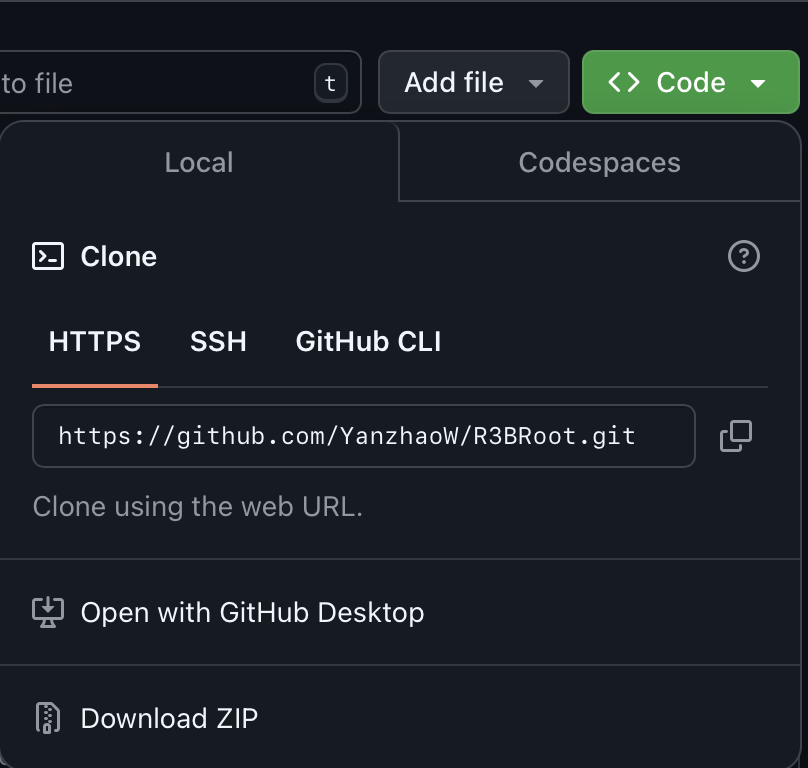 to file t Add file Code
Local Codespaces
Clone
HTTPS SSH GitHub CLI
https://github.com/YanzhaoW/R3BRoot.git
Clone using the web URL.
Open with GitHub Desktop
Download ZIP